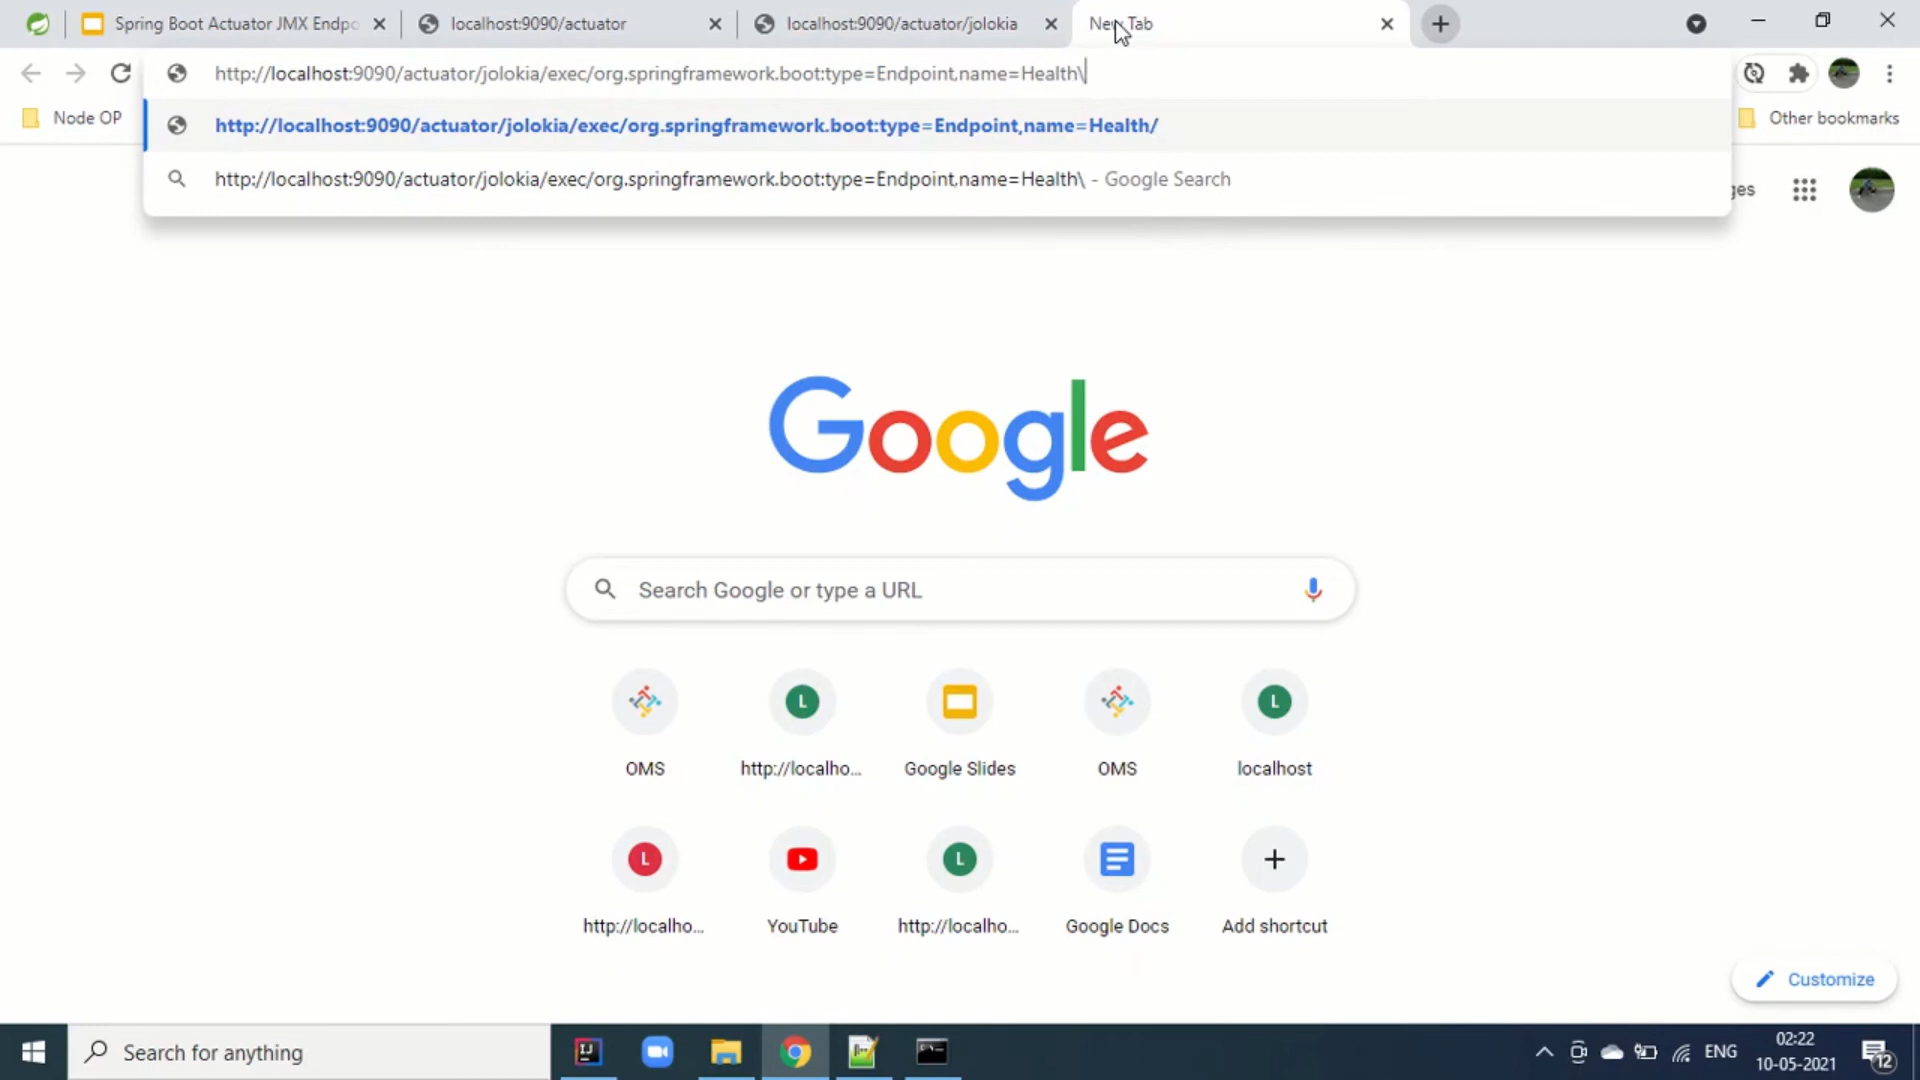 Spring Boot Actuator JMX Endpo
localhost:9090/actuator
localhost:9090/actuator/jolokia
New Tab
http://localhost:9090/actuator/jolokia/exec/org.springframework.boot:type=Endpoint,name=Health\
Node OP
http://localhost:9090/actuator/jolokia/exec/org.springframework.boot:type=Endpoint,name=Health/
Other bookmarks
http://localhost:9090/actuator/jolokia/exec/org.springframework.boot:type=Endpoint,name=Health\ - Google Search
ges
Google
Search Google or type a URL
L
L
OMS
http://localho...
Google Slides
OMS
localhost
L
L
http://localho...
YouTube
http://localho...
Google Docs
Add shortcut
Customize
Search for anything
IJ
ENG
02:22
10-05-2021
12